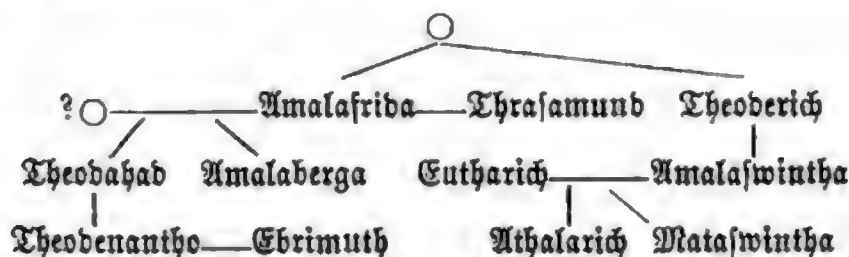 ? Amalafrida Thrasamund Theoderich
Theodahad Amalaberga Eutharich Amalaswintha
Theodenantho Ebrimuth Athalarich Mataswintha